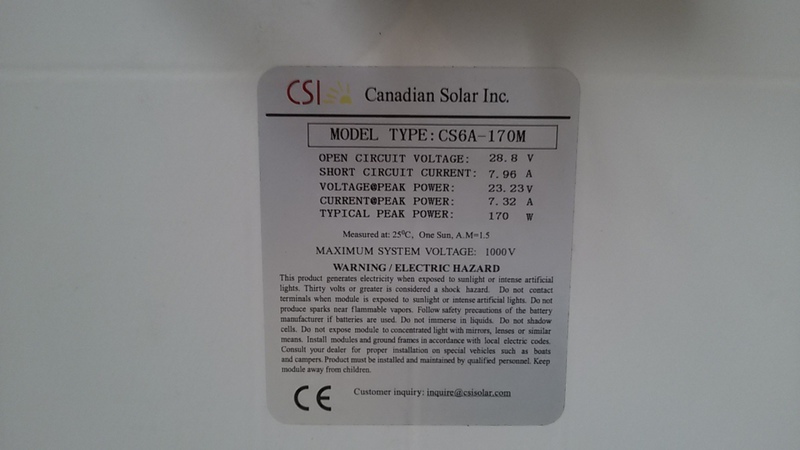 CSI Canadian Solar Inc.
MODEL TYPE:CS6A-170M
OPEN CIRCUIT VOLTAGE: 28.8 V
SHORT CIRCUIT CURRENT: 7.96 A
VOLTAGE@PEAK POWER: 23.23V
CURRENT@PEAK POWER: 7.32 A
TYPICAL PEAK POWER: 170 W
Measured at: 25°C, One Sun, A.M=1.5
MAXIMUM SYSTEM VOLTAGE: 1000V
WARNING / ELECTRIC HAZARD
This product generates electricity when exposed to sunlight or intense artificial
lights. Thirty volts or greater is considered a shock hazard. Do not contact
terminals when module is exposed to sunlight or intense artificial lights. Do not
produce sparks near flammable vapors. Follow safety precautions of the battery
manufacturer if batteries are used. Do not immerse in liquids. Do not shadow
cells. Do not expose module to concentrated light with mirrors, lenses or similar
means. Install modules and ground frames in accordance with local electric codes.
Consult your dealer for proper installation on special vehicles such as boats
and campers. Product must be installed and maintained by qualified personnel. Keep
module away from children.
CE Customer inquiry: inquire@csisolar.com